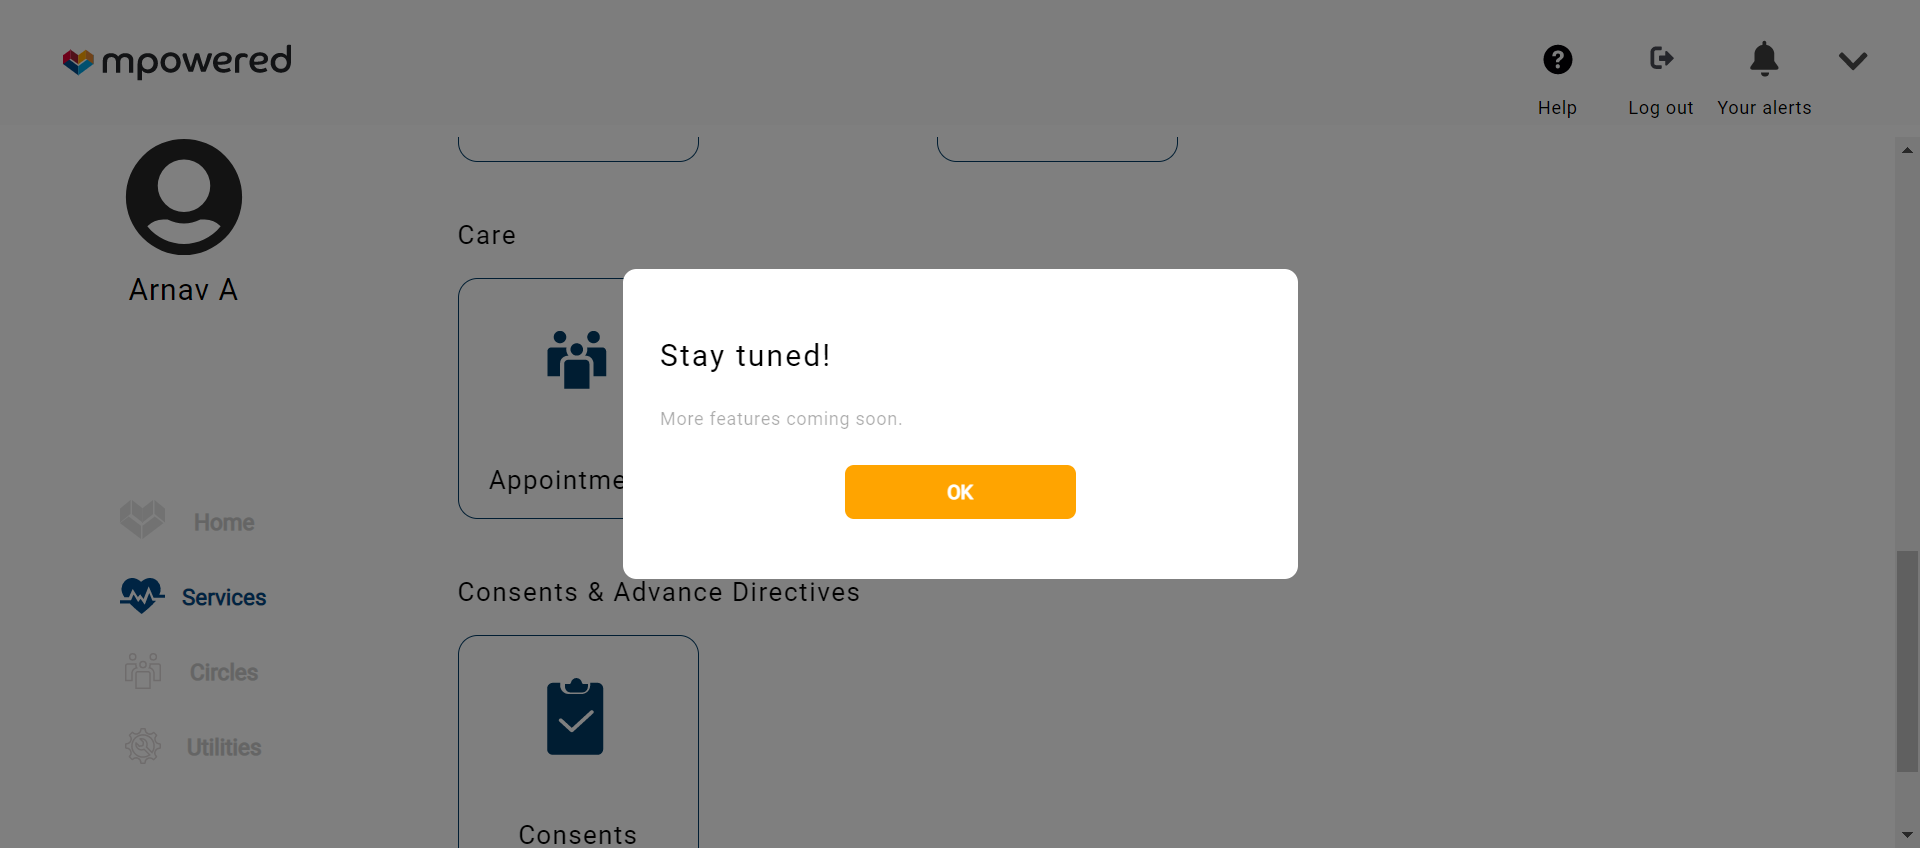 mpowered
Help
Log out
Your alerts
Arnav A
Home
Services
Circles
Utilities
Care
Appointme
Stay tuned!
More features coming soon.
OK
Consents & Advance Directives
Consents